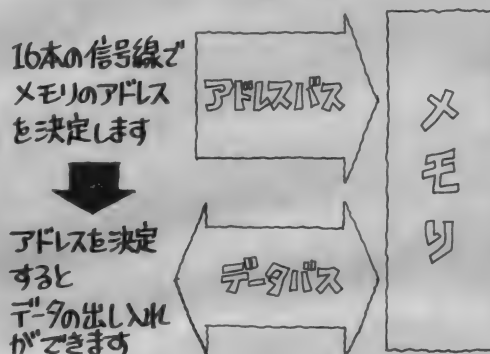 16本の信号線で
メモリのアドレス
を決定します
アドレスを決定
すると
データの出し入れ
ができます
アドレスバス
データバス
メモリ